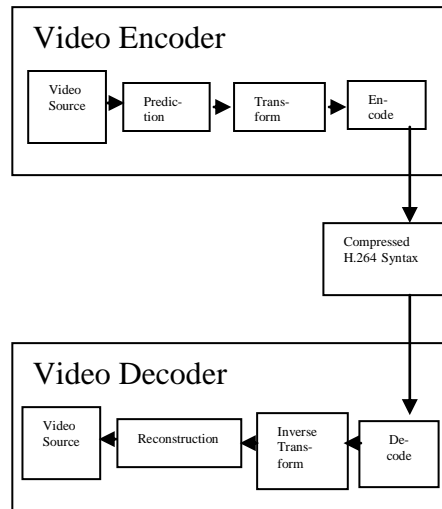 Video Encoder
Video
Source
Predic-
tion
Trans-
form
En-
code
Compressed
H.264 Syntax
Video Decoder
Video
Source
Reconstruction
Inverse
Trans-
form
De-
code